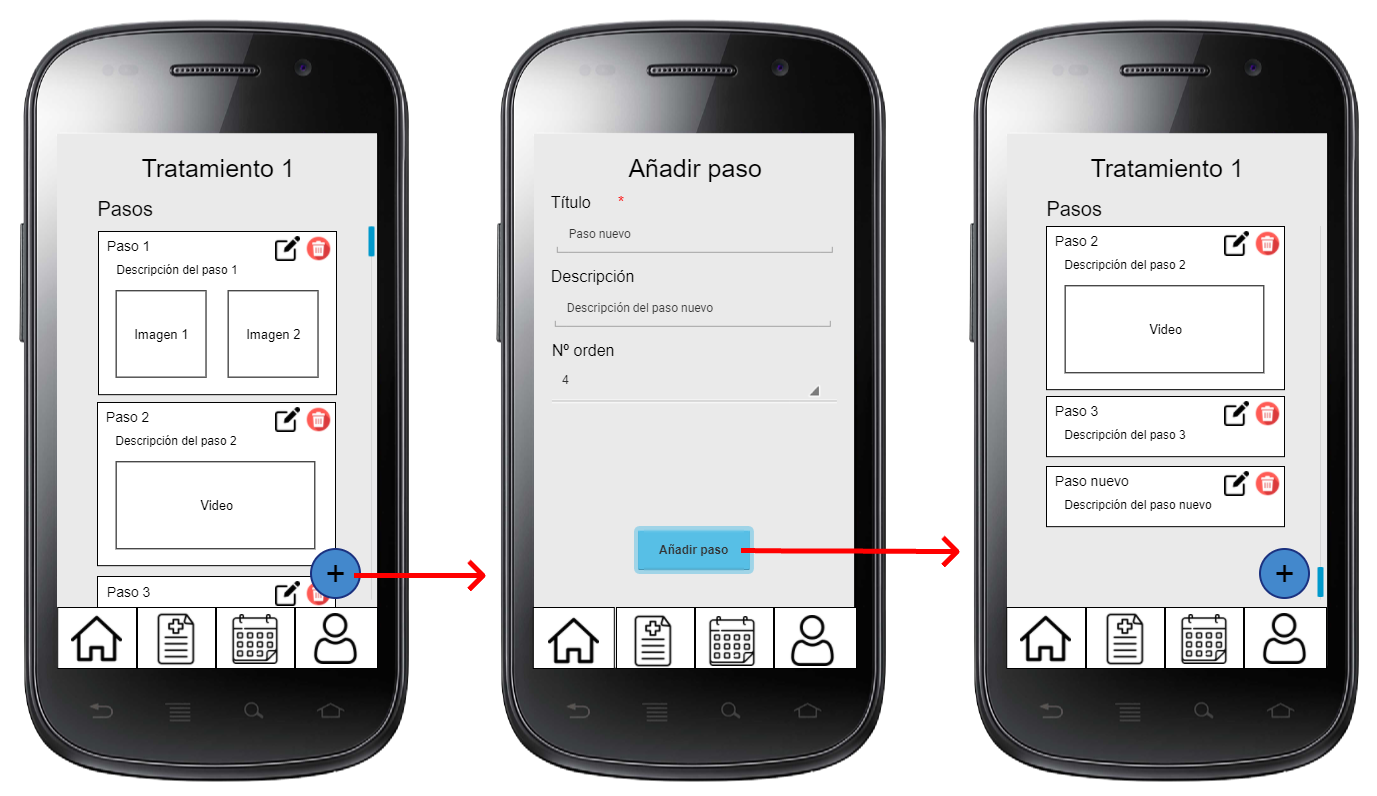 Tratamiento 1
Pasos
Paso 1
Descripción del paso 1
Imagen 1
Imagen 2
Paso 2
Descripción del paso 2
Video
Paso 3
+
Añadir paso
Título *
Paso nuevo
Descripción
Descripción del paso nuevo
Nº orden
4
Añadir paso
Tratamiento 1
Pasos
Paso 2
Descripción del paso 2
Video
Paso 3
Descripción del paso 3
Paso nuevo
Descripción del paso nuevo
+